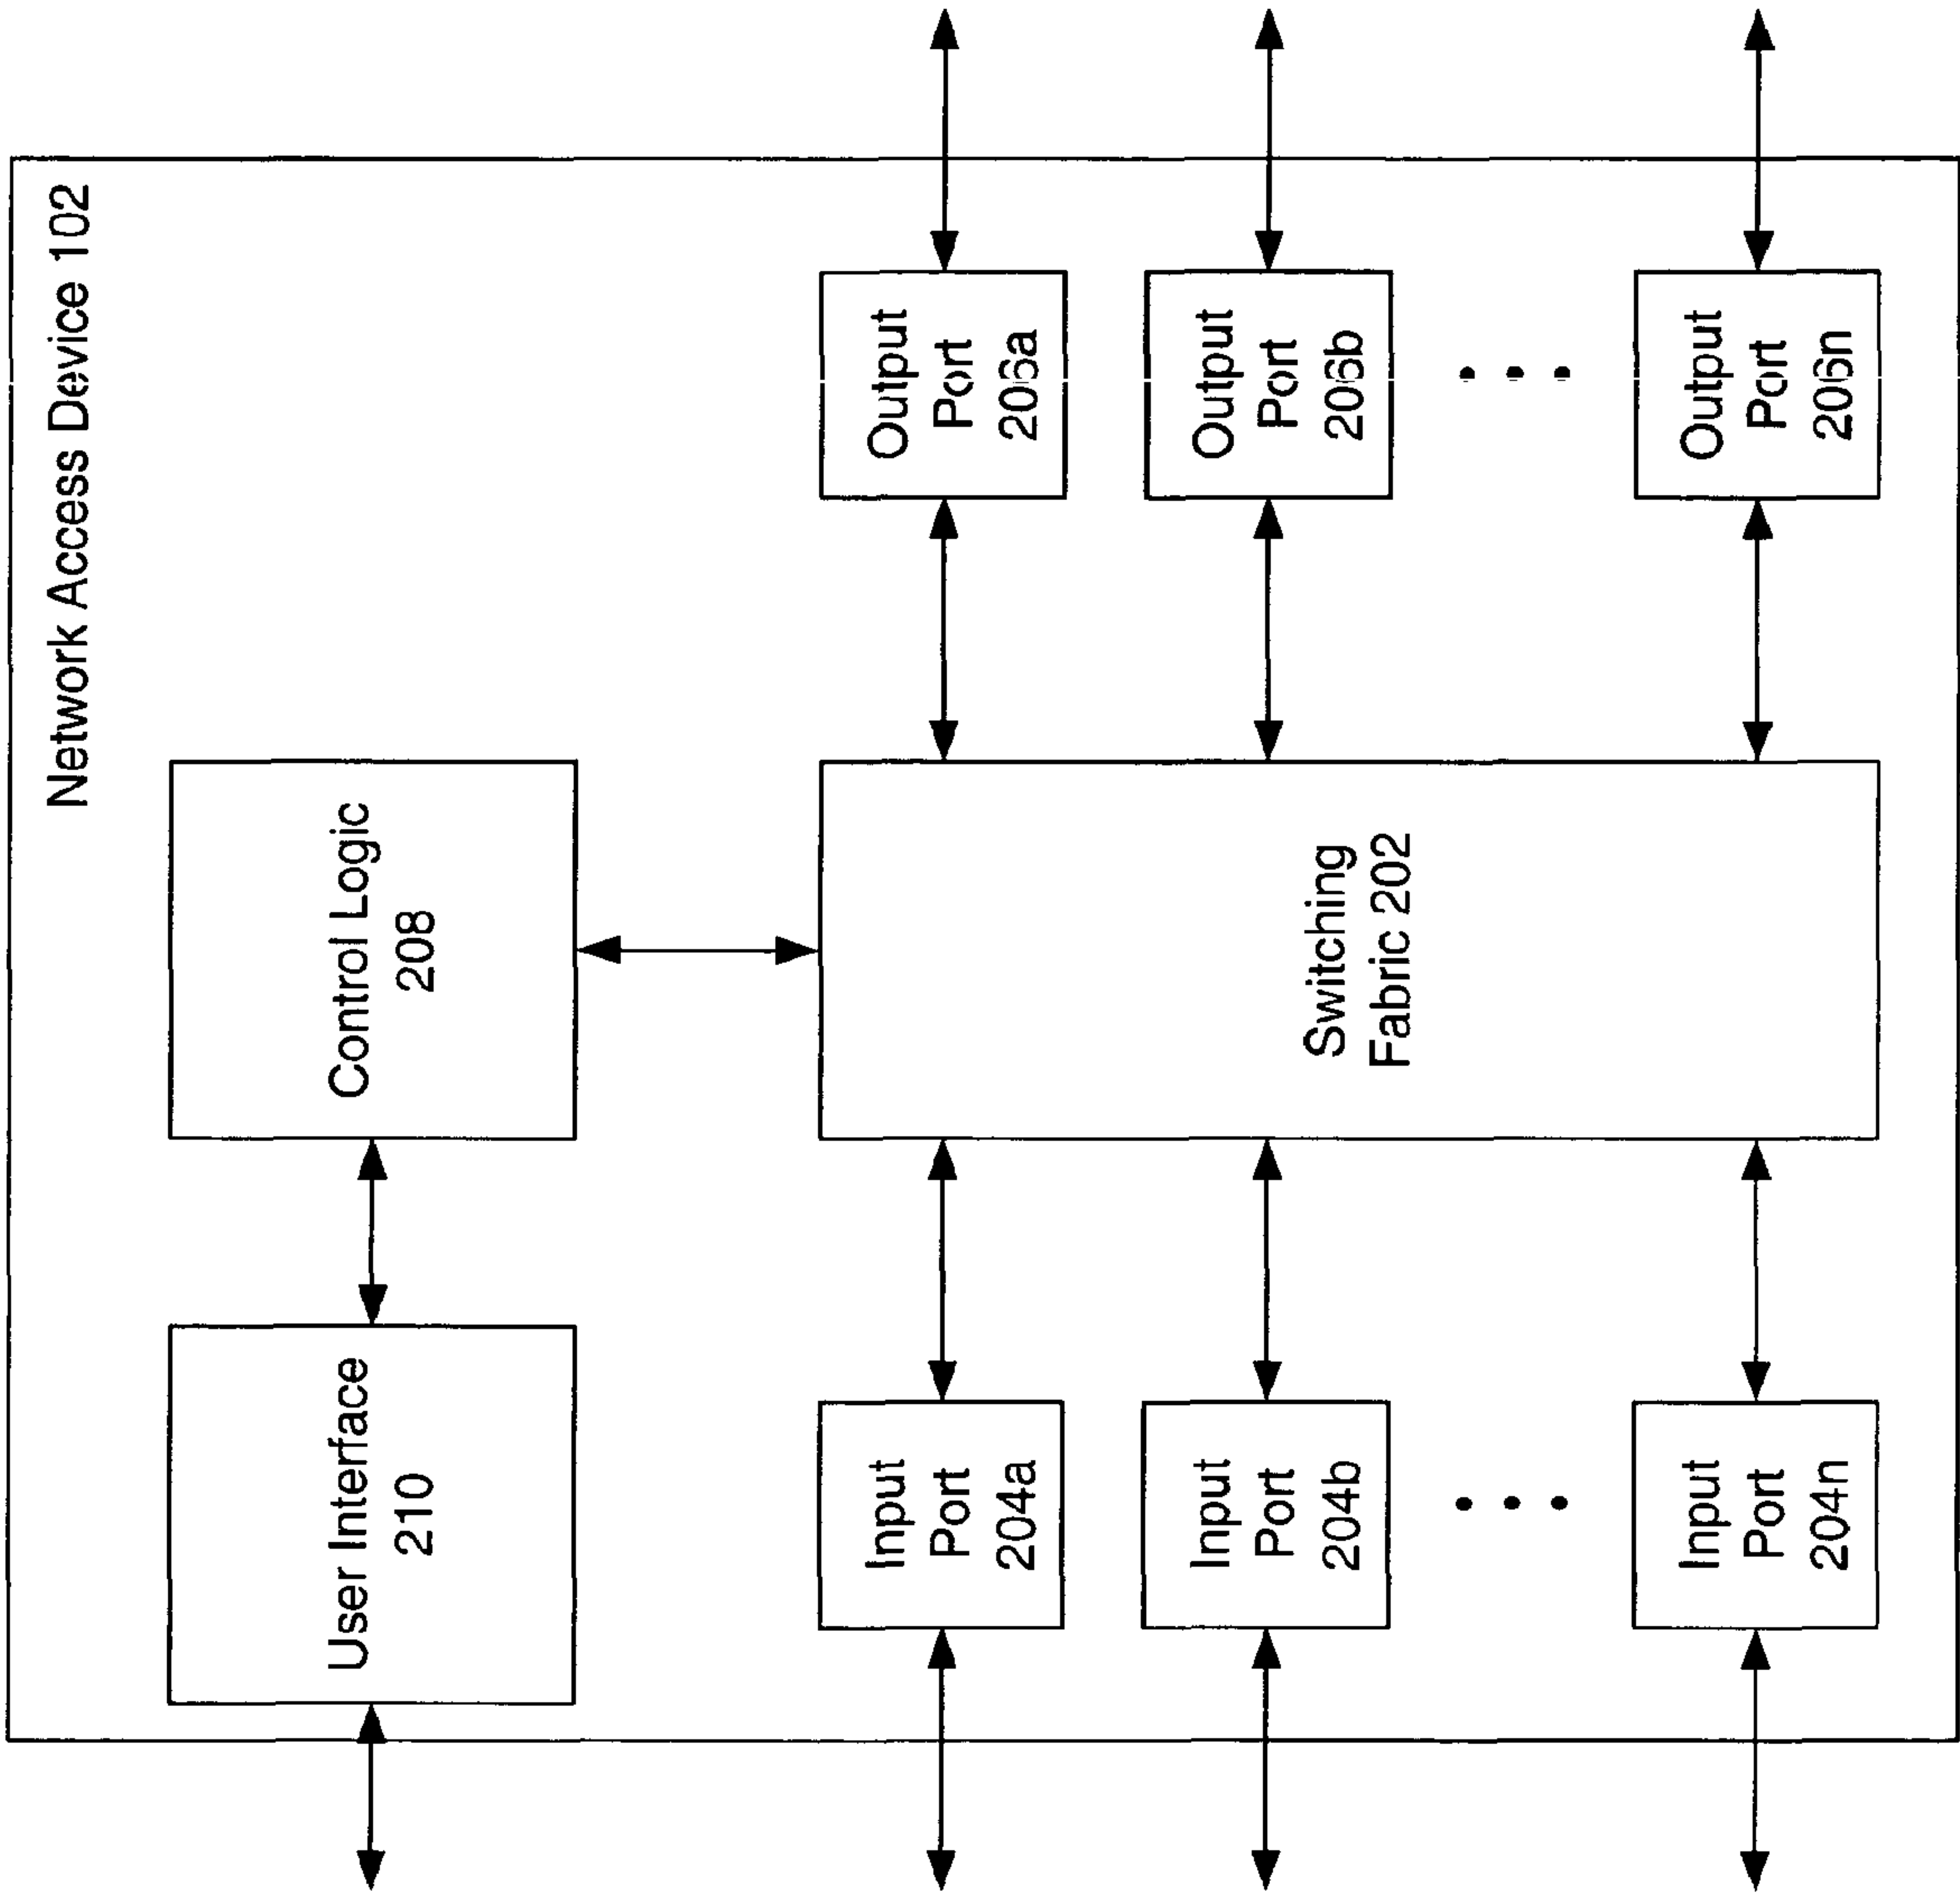 Network Access Device 102
User Interface
210
Control Logic
208
Input
Port
204a
Switching
Fabric 202
Output
Port
206a
Input
Port
204b
Output
Port
206b
Input
Port
204n
Output
Port
206n